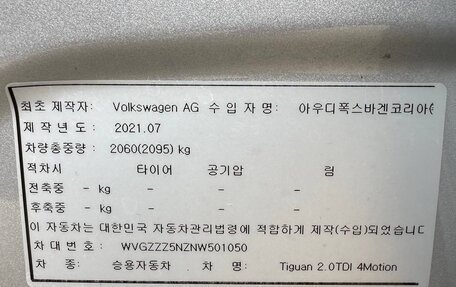 최초 제작자: Volkswagen AG 수 입 자 명: 아우디폭스바겐코리아(
제 작 년 도 : 2021.07
차량총중량 : 2060(2095) kg
적차시 타이어 공기압 림
전축중 - kg - - -
후축중 - kg - - -
이 자동차는 대한민국 자동차관리법령에 적합하게 제작(수입)되었습니
차 대 번 호 : WVGZZZ5NZNW501050
차 종: 승용자동차 . 차 명: Tiguan 2.0TDI 4Motion